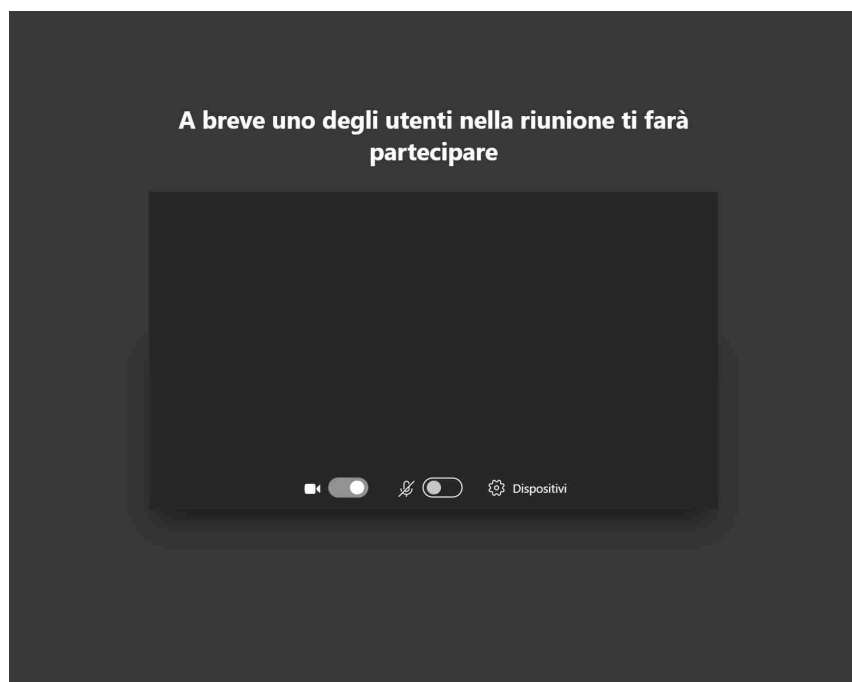 A breve uno degli utenti nella riunione ti farà
partecipare
Dispositivi